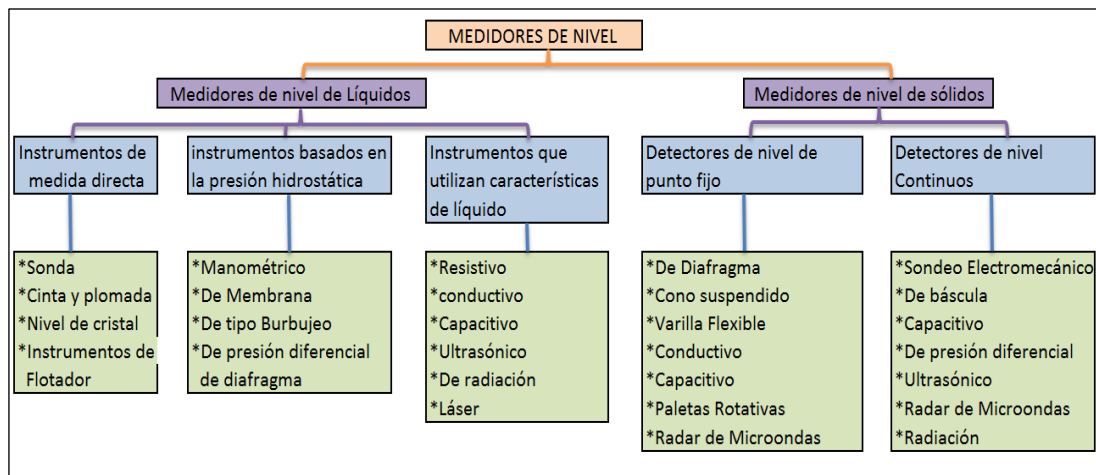 MEDIDORES DE NIVEL
Medidores de nivel de Líquidos
Medidores de nivel de sólidos
Instrumentos de
medida directa
instrumentos basados en
la presión hidrostática
Instrumentos que
utilizan características
de líquido
Detectores de nivel de
punto fijo
Detectores de nivel
Continuos
*Sonda
*Cinta y plomada
*Nivel de cristal
*Instrumentos de
Flotador
*Manométrico
*De Membrana
*De tipo Burbujeo
*De presión diferencial
de diafragma
*Resistivo
*conductivo
*Capacitivo
*Ultrasónico
*De radiación
*Láser
*De Diafragma
*Cono suspendido
*Varilla Flexible
*Conductivo
*Capacitivo
*Paletas Rotativas
*Radar de Microondas
*Sondeo Electromecánico
*De báscula
*Capacitivo
*De presión diferencial
*Ultrasónico
*Radar de Microondas
*Radiación